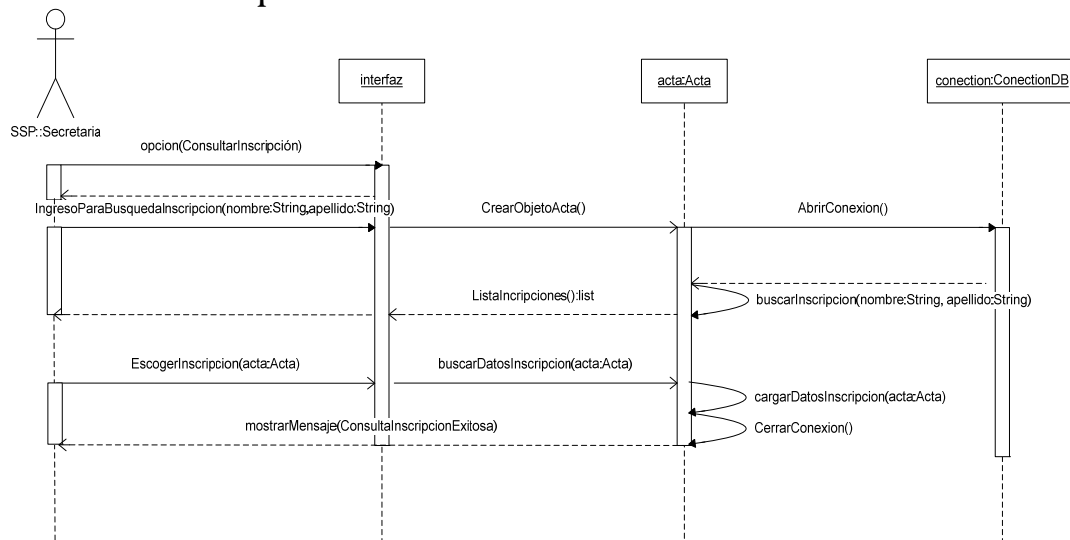 interfaz
acta:Acta
conection:ConectionDB
SSP::Secretaria
opcion(ConsultarInscripción)
IngresoParaBusquedaInscripcion(nombre:String,apellido:String)
CrearObjetoActa()
AbrirConexion()
ListaIncripciones():list
buscarInscripcion(nombre:String, apellido:String)
EscogerInscripcion(acta:Acta)
buscarDatosInscripcion(acta:Acta)
cargarDatosInscripcion(acta:Acta)
mostrarMensaje(ConsultaInscripcionExitosa)
CerrarConexion()